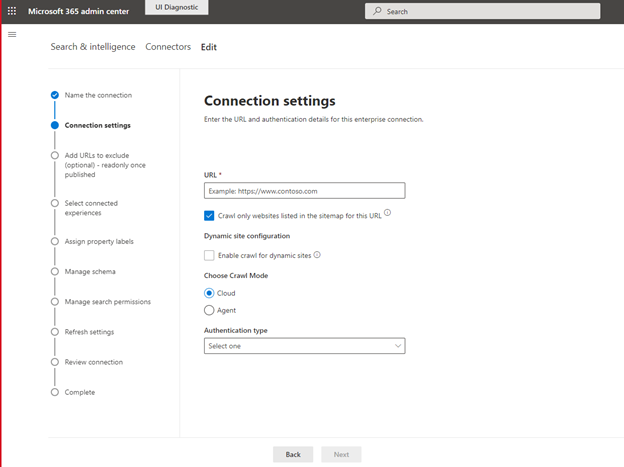 Microsoft 365 admin center
UI Diagnostic
Search
Search & intelligence Connectors Edit
Name the connection
Connection settings
Add URLs to exclude
(optional) - readonly once
published
Select connected
experiences
Assign property labels
Manage schema
Manage search permissions
Refresh settings
Review connection
Complete
Connection settings
Enter the URL and authentication details for this enterprise connection.
URL *
Example: https://www.contoso.com
Crawl only websites listed in the sitemap for this URL
Dynamic site configuration
Enable crawl for dynamic sites
Choose Crawl Mode
Cloud
Agent
Authentication type
Select one
Back
Next